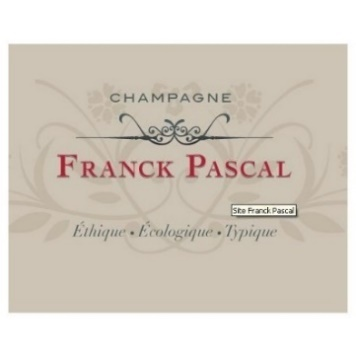 CHAMPAGNE
FRANCK PASCAL
Site Franck Pascal
Éthique • Écologique • Typique